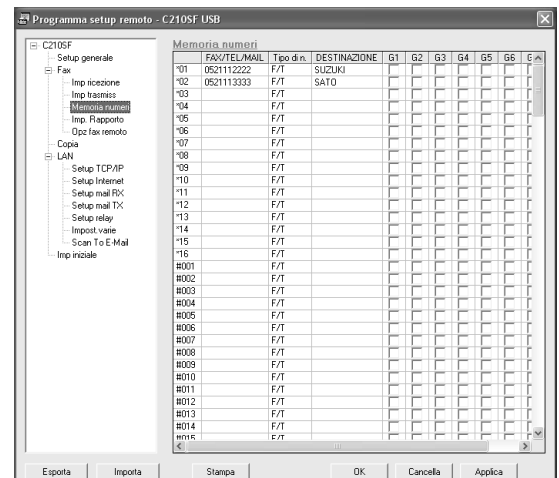 Programma setup remoto - C210SF USB
C210SF
Setup generale
Fax
Imp ricezione
Imp trasmiss
Memoria numeri
Imp. Rapporto
Opz fax remoto
Copia
LAN
Setup TCP/IP
Setup Internet
Setup mail RX
Setup mail TX
Setup relay
Impost.varie
Scan To E-Mail
Imp iniziale
Memoria numeri
FAX/TEL/MAIL Tipo di n. DESTINAZIONE G1 G2 G3 G4 G5 G6
*01 0521112222 F/T SUZUKI
*02 0521113333 F/T SATO
*03 F/T
*04 F/T
*05 F/T
*06 F/T
*07 F/T
*08 F/T
*09 F/T
*10 F/T
*11 F/T
*12 F/T
*13 F/T
*14 F/T
*15 F/T
*16 F/T
#001 F/T
#002 F/T
#003 F/T
#004 F/T
#005 F/T
#006 F/T
#007 F/T
#008 F/T
#009 F/T
#010 F/T
#011 F/T
#012 F/T
#013 F/T
#014 F/T
#015 F/T
Esporta Importa Stampa OK Cancella Applica